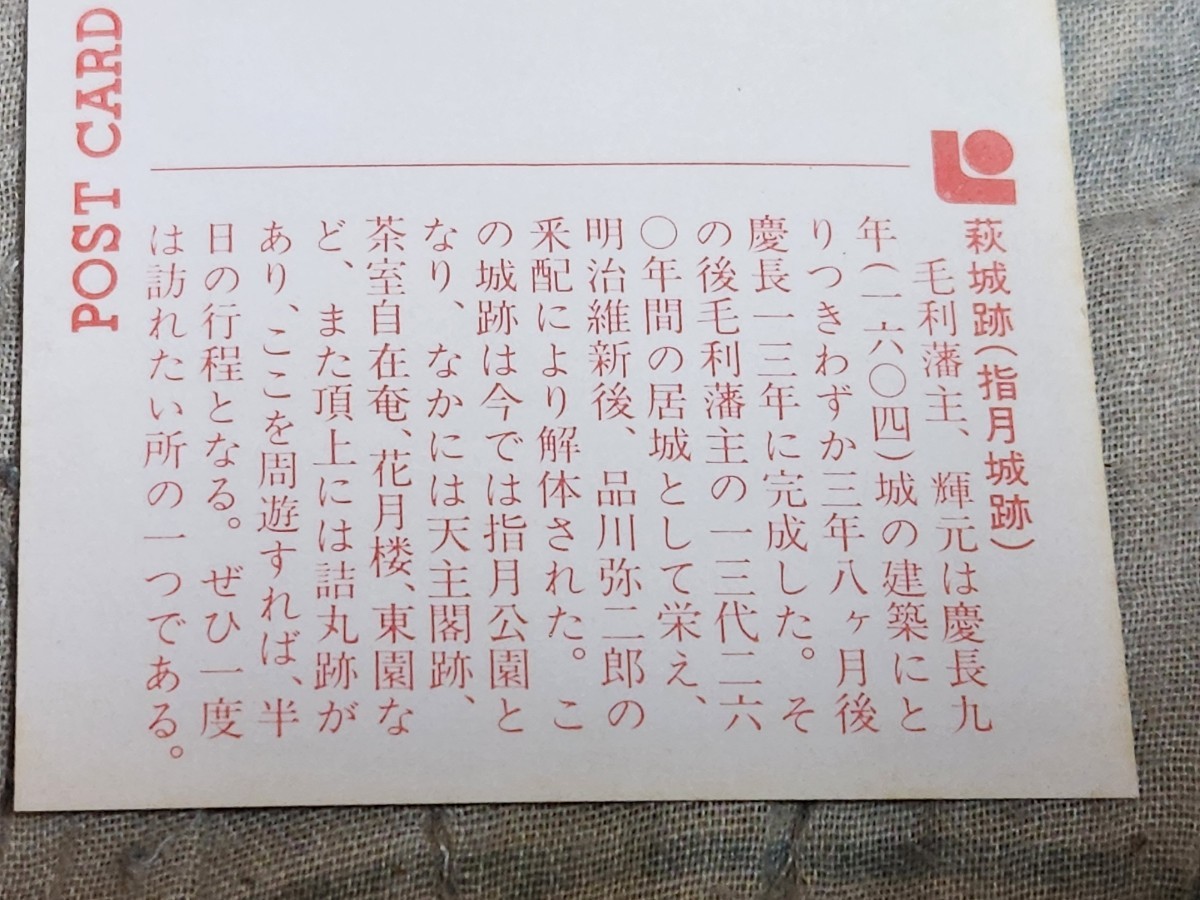 POST CARD
萩城跡(指月城跡)
毛利藩主、輝元は慶長九
年(一六〇四)城の建築にと
りつきわずか三年八ヶ月後
慶長一三年に完成した。そ
の後毛利藩主の一三代二六
〇年間の居城として栄え、
明治維新後、品川弥二郎の
釆配により解体された。こ
の城跡は今では指月公園と
なり、なかには天主閣跡、
茶室自在奄、花月楼、東園な
ど、また頂上には詰丸跡が
あり、ここを周遊すれば、半
日の行程となる。ぜひ一度
は訪れたい所の一つである。